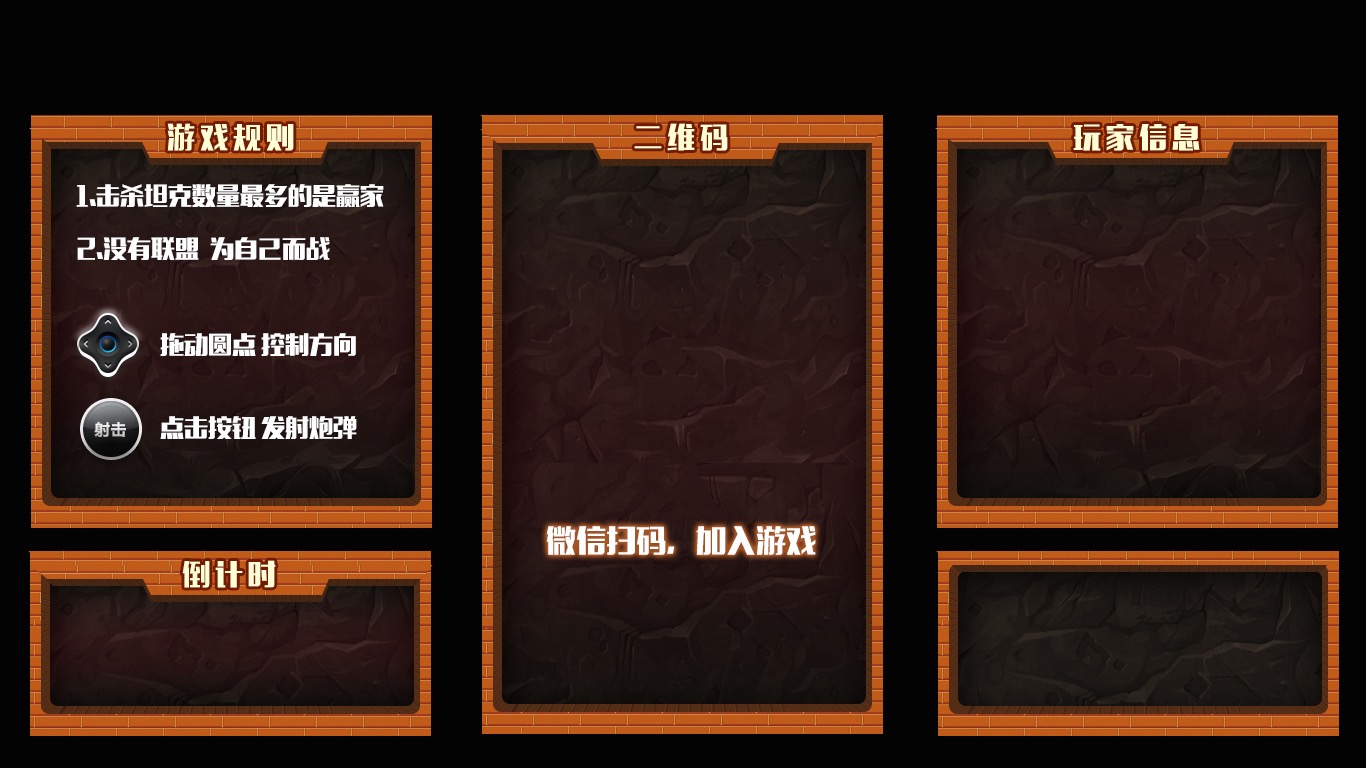 游戏规则
1.击杀坦克数量最多的是赢家
2.没有联盟 为自己而战
拖动圆点 控制方向
射击
点击按钮 发射炮弹
倒计时
二维码
微信扫码，加入游戏
玩家信息